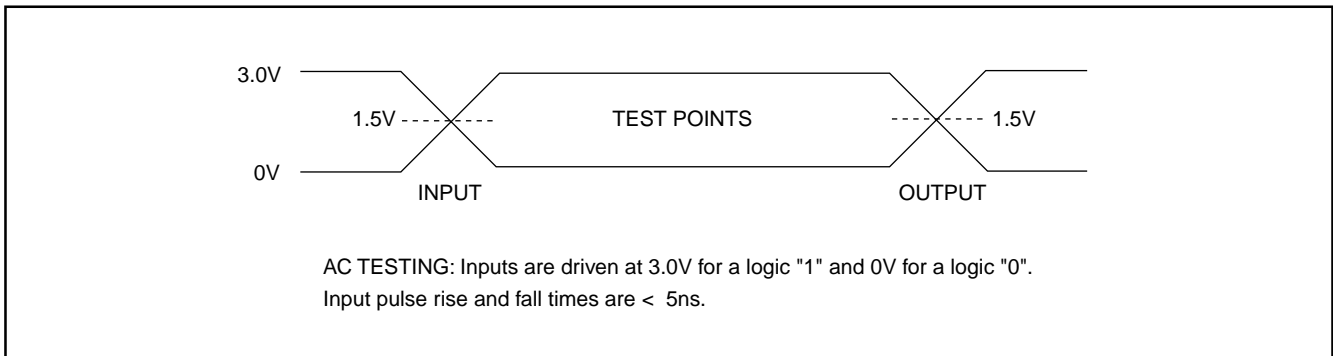 3.0V
1.5V
TEST POINTS
1.5V
0V
INPUT
OUTPUT
AC TESTING: Inputs are driven at 3.0V for a logic "1" and 0V for a logic "0".
Input pulse rise and fall times are < 5ns.